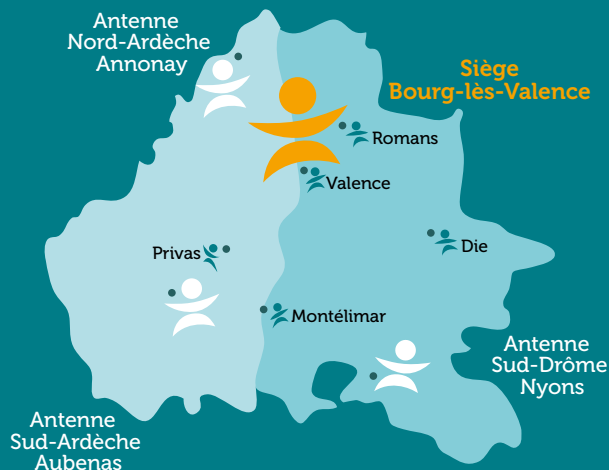 Antenne
Nord-Ardèche
Annonay
Siège
Bourg-lès-Valence
Romans
Valence
Privas
Die
Montélimar
Antenne
Sud-Drôme
Nyons
Antenne
Sud-Ardèche
Aubenas